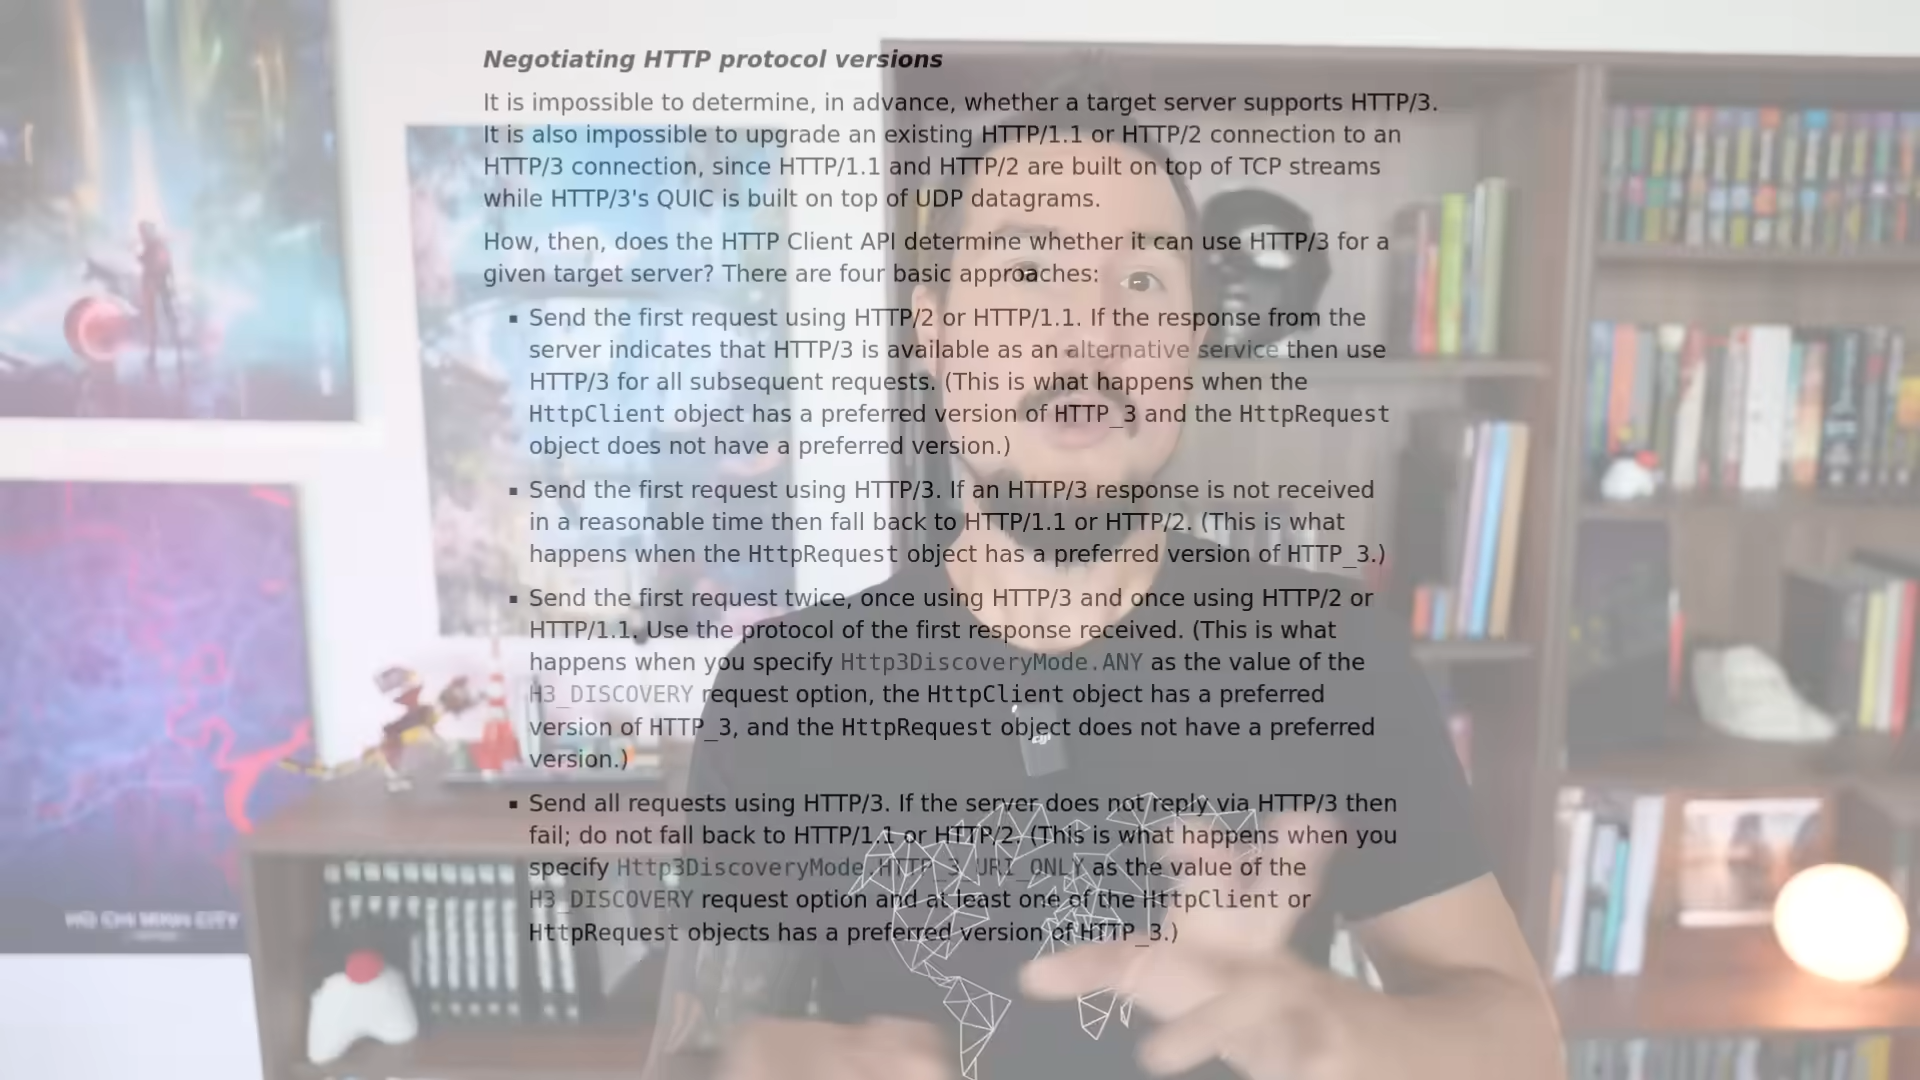 Negotiating HTTP protocol versions
It is impossible to determine, in advance, whether a target server supports HTTP/3.
It is also impossible to upgrade an existing HTTP/1.1 or HTTP/2 connection to an
HTTP/3 connection, since HTTP/1.1 and HTTP/2 are built on top of TCP streams
while HTTP/3's QUIC is built on top of UDP datagrams.
How, then, does the HTTP Client API determine whether it can use HTTP/3 for a
given target server? There are four basic approaches:
▪ Send the first request using HTTP/2 or HTTP/1.1. If the response from the
server indicates that HTTP/3 is available as an alternative service then use
HTTP/3 for all subsequent requests. (This is what happens when the
HttpClient object has a preferred version of HTTP_3 and the HttpRequest
object does not have a preferred version.)
▪ Send the first request using HTTP/3. If an HTTP/3 response is not received
in a reasonable time then fall back to HTTP/1.1 or HTTP/2. (This is what
happens when the HttpRequest object has a preferred version of HTTP_3.)
▪ Send the first request twice, once using HTTP/3 and once using HTTP/2 or
HTTP/1.1. Use the protocol of the first response received. (This is what
happens when you specify Http3DiscoveryMode.ANY as the value of the
H3_DISCOVERY request option, the HttpClient object has a preferred
version of HTTP_3, and the HttpRequest object does not have a preferred
version.)
▪ Send all requests using HTTP/3. If the server does not reply via HTTP/3 then
fail; do not fall back to HTTP/1.1 or HTTP/2. (This is what happens when you
specify Http3DiscoveryMode.HTTP_3_URI_ONLY as the value of the
H3_DISCOVERY request option and at least one of the HttpClient or
HttpRequest objects has a preferred version of HTTP_3.)
dji
HO CHI MINH CITY